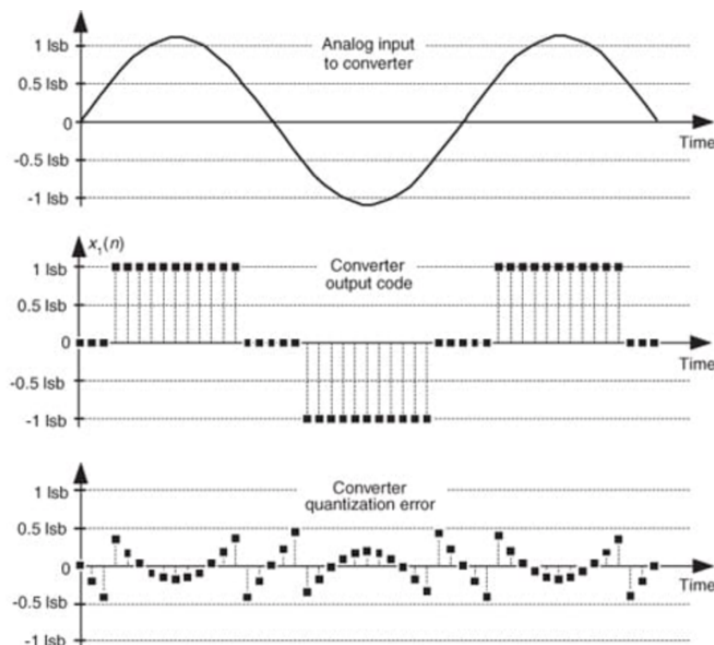 1 lsb
Analog input
to converter
0.5 lsb
0
Time
-0.5 lsb
-1 lsb
x1(n)
1 lsb
Converter
output code
0.5 lsb
0
Time
-0.5 lsb
-1 lsb
1 lsb
Converter
quantization error
0.5 lsb
0
Time
-0.5 lsb
-1 lsb